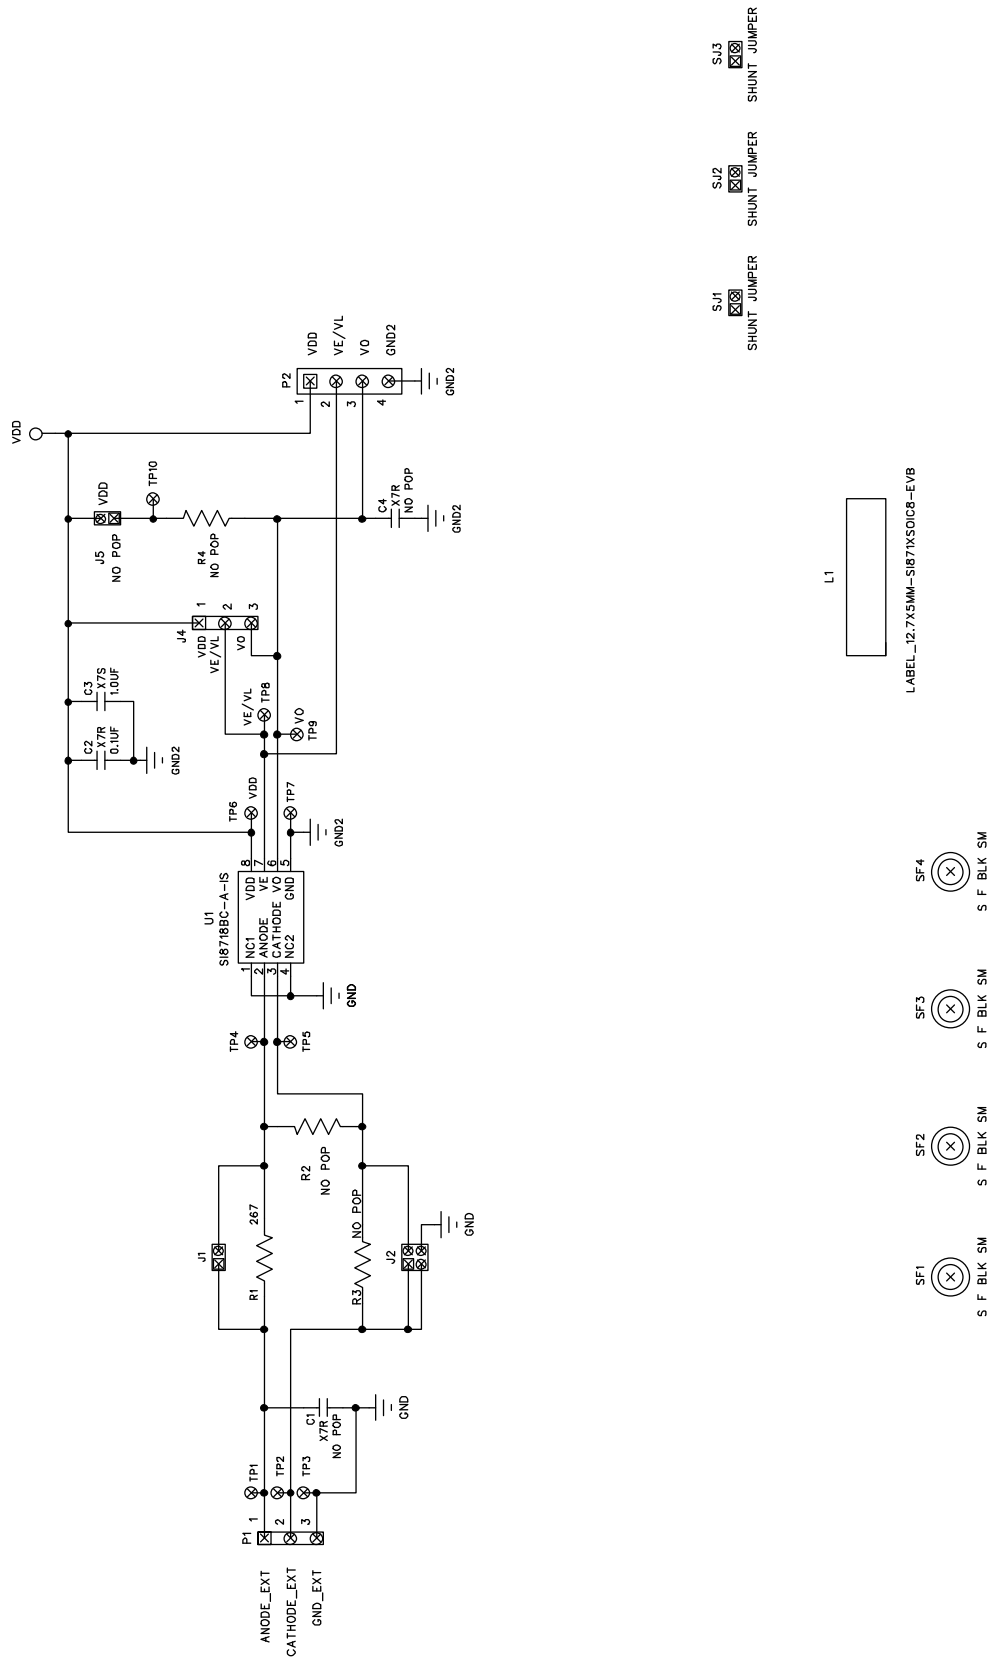 ANODE_EXT
CATHODE_EXT
GND_EXT
P1
1
2
3
TP1
TP2
TP3
C1
X7R
NO POP
GND
J1
R1
267
R2
NO POP
R3
NO POP
J2
GND
TP4
TP5
GND
U1
SI8718BC-A-IS
1
2
3
4
NC1
ANODE
CATHODE
NC2
VDD
VE
VO
GND
8
7
6
5
TP6
VDD
TP7
GND2
C2
X7R
0.1UF
C3
X7S
1.0UF
GND2
VE/VL
TP8
VO
TP9
J4
VDD
VE/VL
VO
1
2
3
J5
NO POP
VDD
TP10
R4
NO POP
C4
X7R
NO POP
GND2
VDD
P2
1
2
3
4
VDD
VE/VL
VO
GND2
GND2
SJ1
SHUNT JUMPER
SJ2
SHUNT JUMPER
SJ3
SHUNT JUMPER
L1
LABEL_12.7X5MM-SI871XSOIC8-EVB
SF1
S F BLK SM
SF2
S F BLK SM
SF3
S F BLK SM
SF4
S F BLK SM